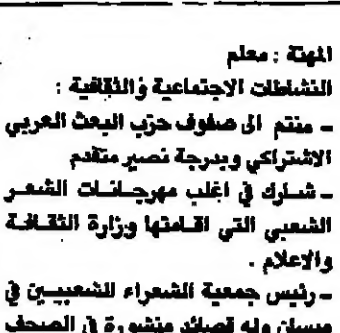 المهنة : معلم
النشاطات الاجتماعية والثقافية :
ـ منتم الى صفوف حزب البعث العربي
الاشتراكي وبدرجة نصير متقدم
ـ شارك في اغلب مهرجانات الشعر
الشعبي التي اقامتها وزارة الثقافة
والاعلام .
ـ رئيس جمعية الشعراء للشعبيين في
ميسان وله قصائد منشورة في الصحف